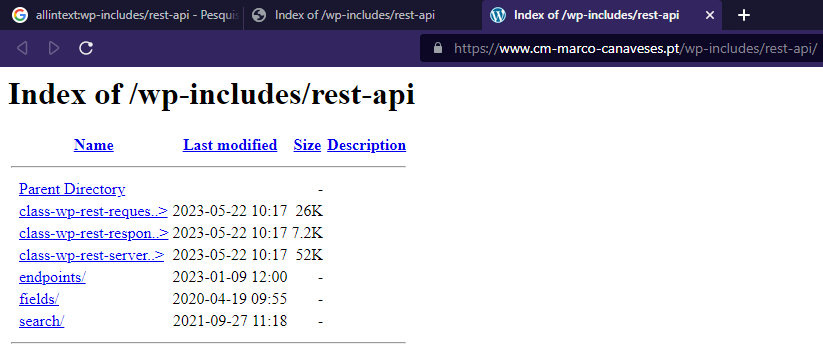 allintext:wp-includes/rest-api - Pesquis
Index of /wp-includes/rest-api
Index of /wp-includes/rest-api
https://www.cm-marco-canaveses.pt/wp-includes/rest-api/
Index of /wp-includes/rest-api
Name Last modified Size Description
Parent Directory -
class-wp-rest-reques..> 2023-05-22 10:17 26K
class-wp-rest-respon..> 2023-05-22 10:17 7.2K
class-wp-rest-server..> 2023-05-22 10:17 52K
endpoints/ 2023-01-09 12:00 -
fields/ 2020-04-19 09:55 -
search/ 2021-09-27 11:18 -